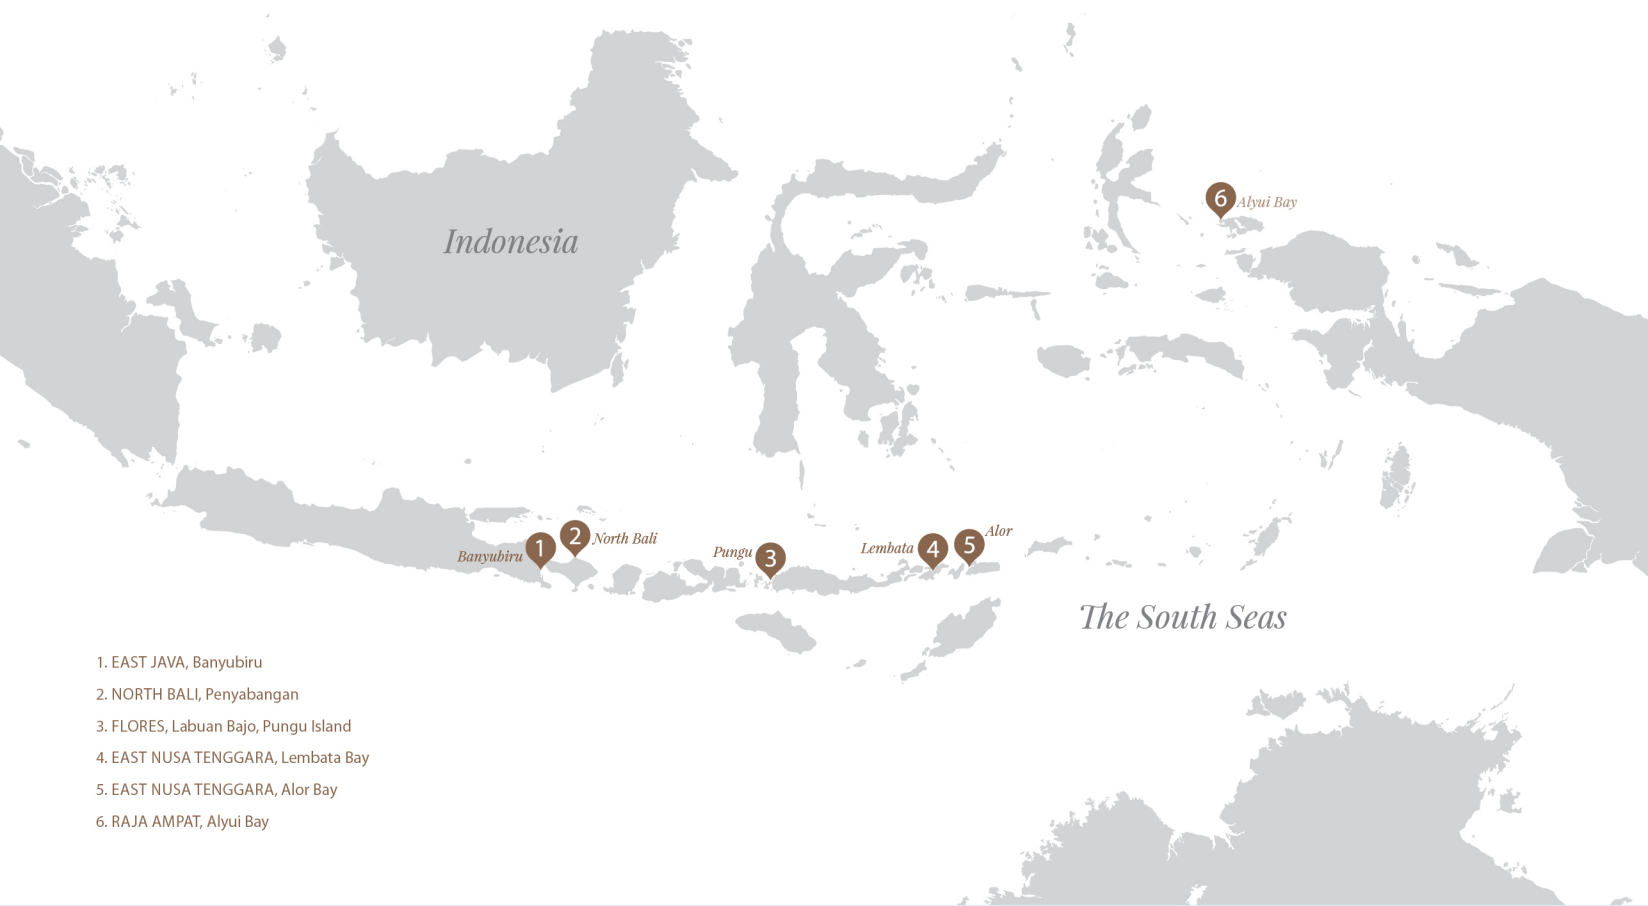 6 Alyui Bay
Indonesia
Banyubiru 1
2 North Bali
Pungu 3
Lembata 4
5 Alor
The South Seas
1. EAST JAVA, Banyubiru
2. NORTH BALI, Penyabangan
3. FLORES, Labuan Bajo, Pungu Island
4. EAST NUSA TENGGARA, Lembata Bay
5. EAST NUSA TENGGARA, Alor Bay
6. RAJA AMPAT, Alyui Bay